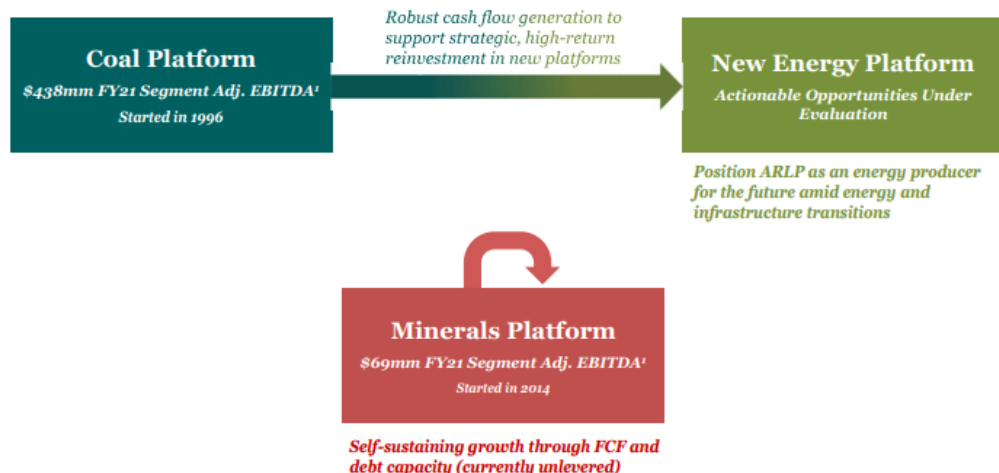 Coal Platform
$438mm FY21 Segment Adj. EBITDA¹
Started in 1996
Robust cash flow generation to
support strategic, high-return
reinvestment in new platforms
New Energy Platform
Actionable Opportunities Under
Evaluation
Position ARLP as an energy producer
for the future amid energy and
infrastructure transitions
Minerals Platform
$69mm FY21 Segment Adj. EBITDA¹
Started in 2014
Self-sustaining growth through FCF and
debt capacity (currently unlevered)